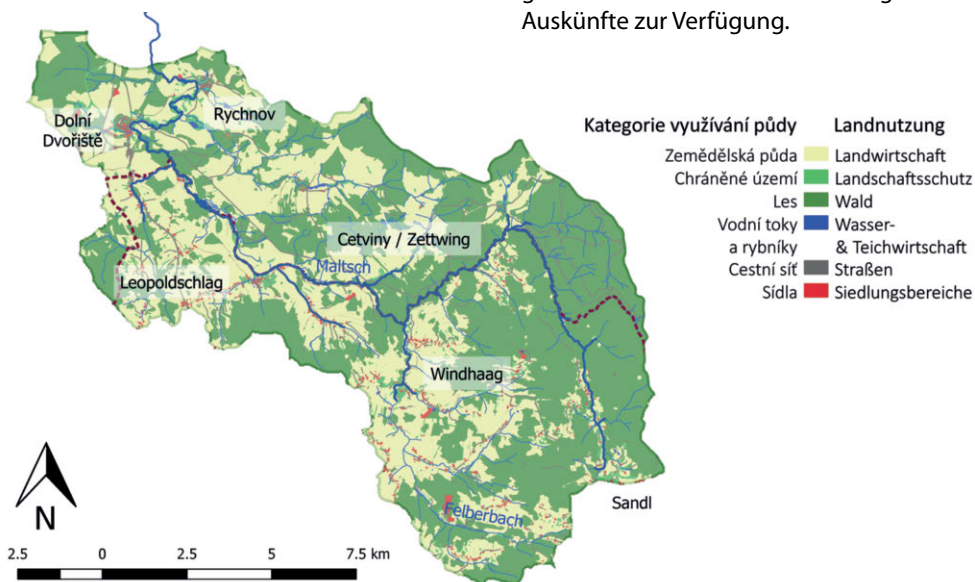 Auskünfte zur Verfügung.
Dolní
Dvořiště
Rychnov
Cetviny / Zettwing
Maltsch
Leopoldschlag
Windhaag
Felberbach
Sandl
Kategorie využívání půdy Landnutzung
Zemědělská půda Landwirtschaft
Chráněné území Landschaftsschutz
Les Wald
Vodní toky Wasser-
a rybníky & Teichwirtschaft
Cestní síť Straßen
Sídla Siedlungsbereiche
N
2.5 0 2.5 5 7.5 km